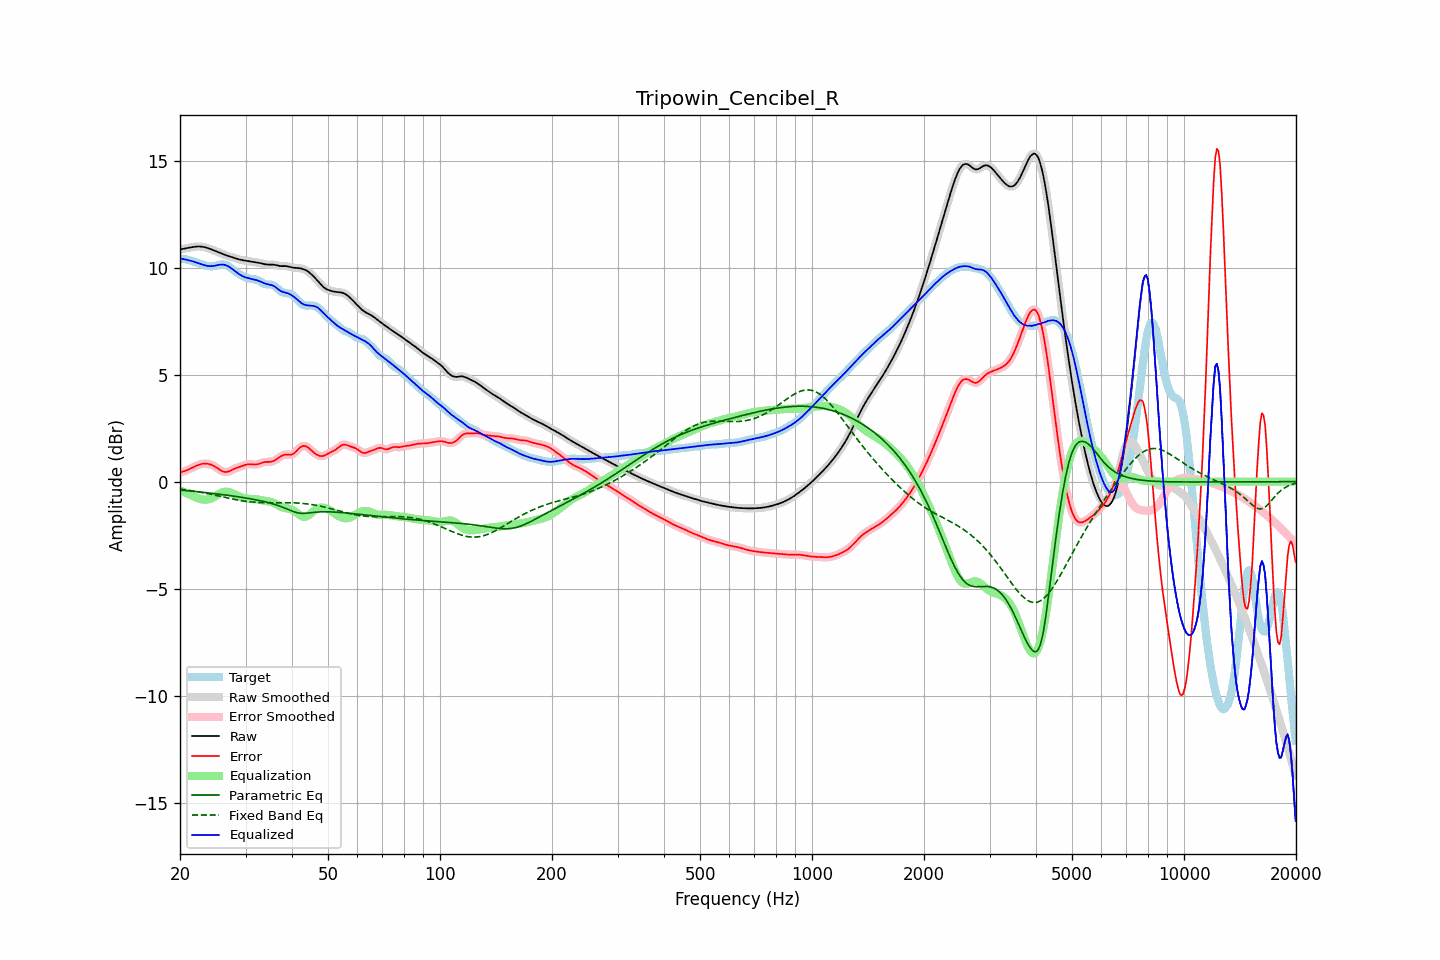 Tripowin_Cencibel_R
Amplitude (dBr)
15
10
5
0
−5
−10
−15
Target
Raw Smoothed
Error Smoothed
Raw
Error
Equalization
Parametric Eq
Fixed Band Eq
Equalized
20 50 100 200 500 1000 2000 5000 10000 20000
Frequency (Hz)